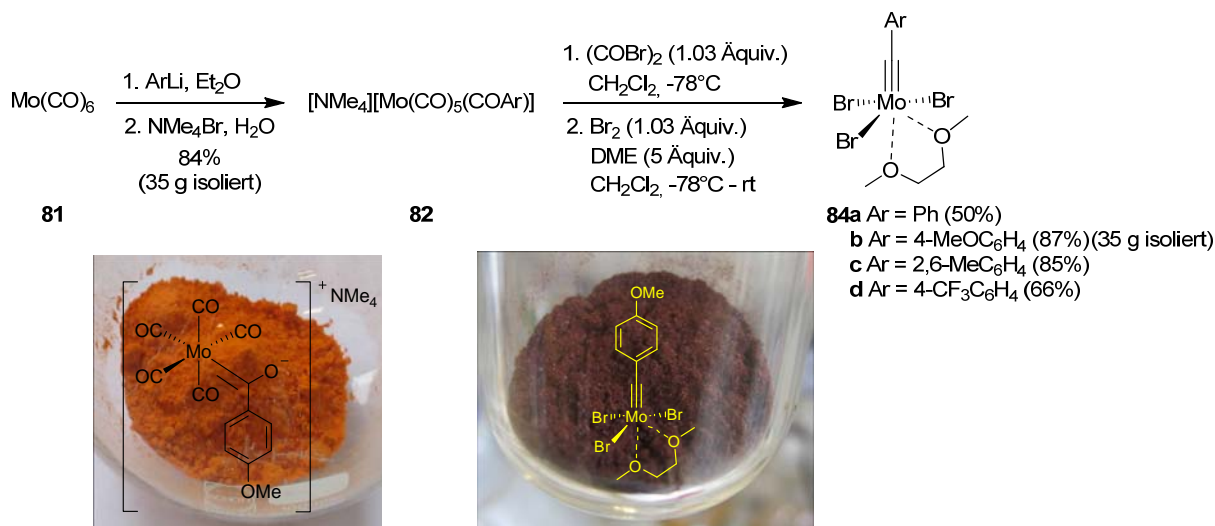 Mo(CO)6
1. ArLi, Et2O
2. NMe4Br, H2O
84%
(35 g isoliert)
[NMe4][Mo(CO)5(COAr)]
1. (COBr)2 (1.03 Äquiv.)
CH2Cl2, -78°C
2. Br2 (1.03 Äquiv.)
DME (5 Äquiv.)
CH2Cl2, -78°C - rt
Ar
Br Mo Br
Br
O
O
81
82
84a Ar = Ph (50%)
b Ar = 4-MeOC6H4 (87%)(35 g isoliert)
c Ar = 2,6-MeC6H4 (85%)
d Ar = 4-CF3C6H4 (66%)
+
NMe4
CO
OC CO
Mo
OC
CO
O−
OMe
OMe
Br Mo Br
Br
O
O